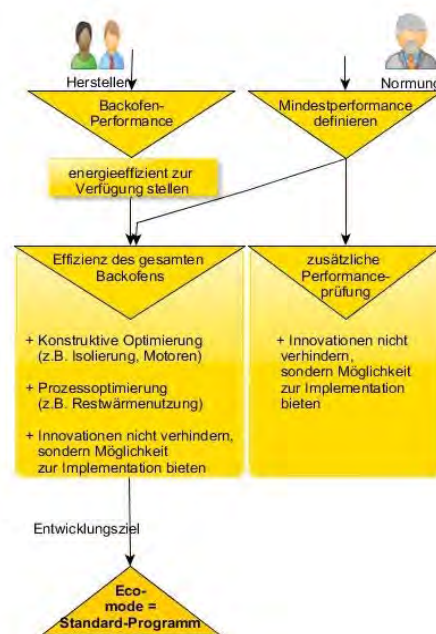 Hersteller
Normung
Backofen-
Performance
Mindestperformance
definieren
energieeffizient zur
Verfügung stellen
Effizienz des gesamten
Backofens
+ Konstruktive Optimierung
(z.B. Isolierung, Motoren)
+ Prozessoptimierung
(z.B. Restwärmenutzung)
+ Innovationen nicht verhindern,
sondern Möglichkeit
zur Implementation bieten
zusätzliche
Performance-
prüfung
+ Innovationen nicht
verhindern,
sondern Möglichkeit
zur Implementation
bieten
Entwicklungsziel
Eco-
mode =
Standard-Programm